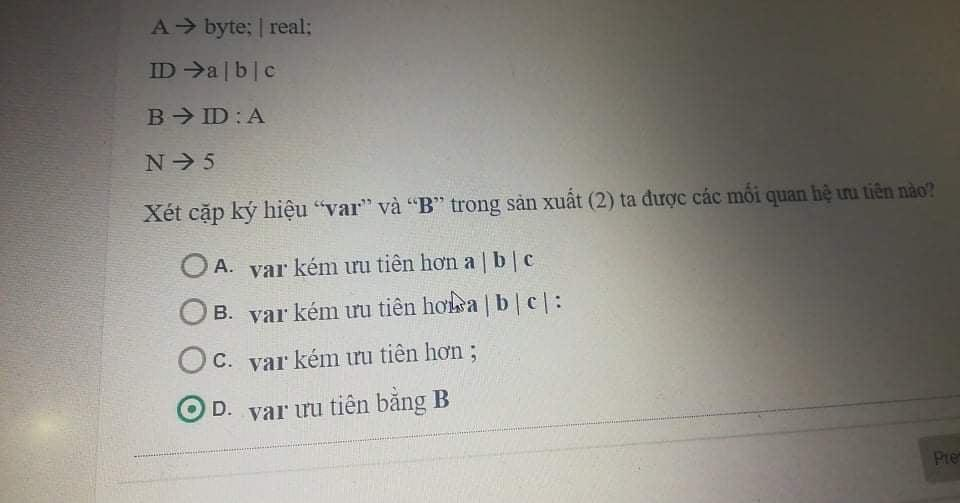 A → byte; | real;
ID → a | b | c
B → ID : A
N → 5
Xét cặp ký hiệu “var” và “B” trong sản xuất (2) ta được các mối quan hệ ưu tiên nào?
A. var kém ưu tiên hơn a | b | c
B. var kém ưu tiên hơn a | b | c | :
C. var kém ưu tiên hơn ;
D. var ưu tiên bằng B
Pre